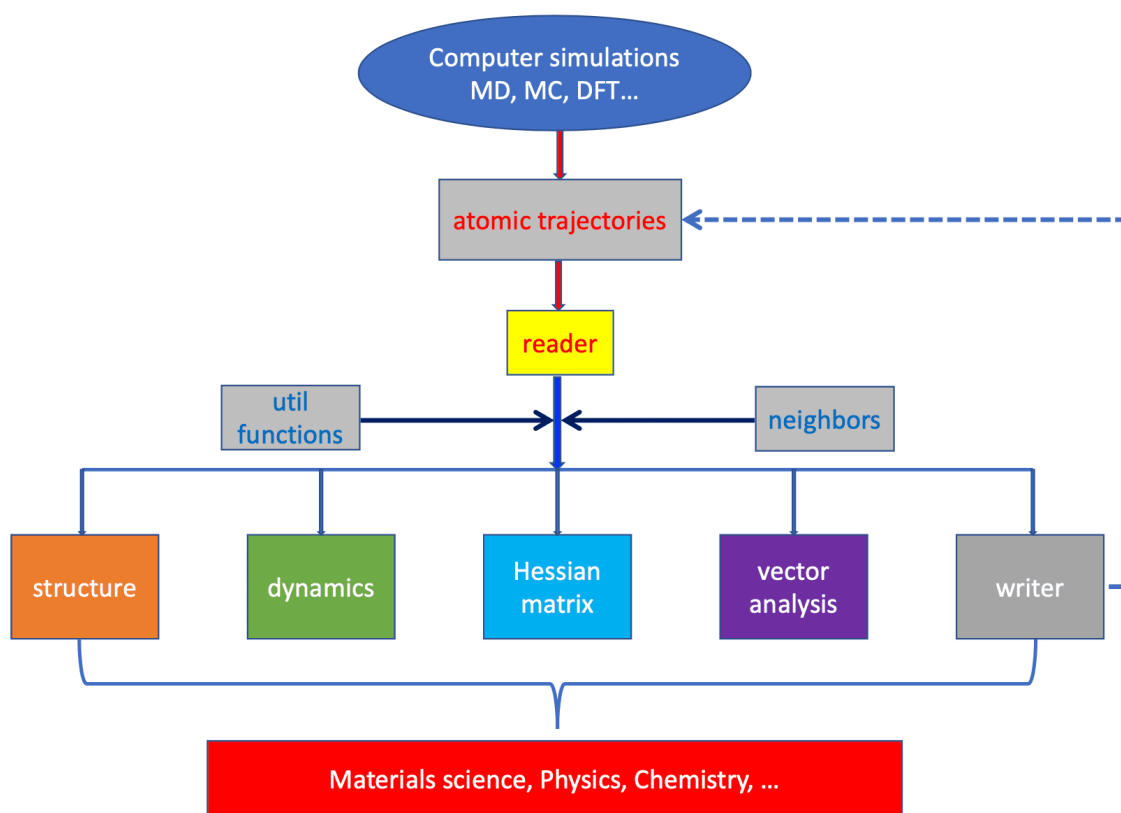 Computer simulations
MD, MC, DFT...
atomic trajectories
reader
util
functions
neighbors
structure
dynamics
Hessian
matrix
vector
analysis
writer
Materials science, Physics, Chemistry, ...